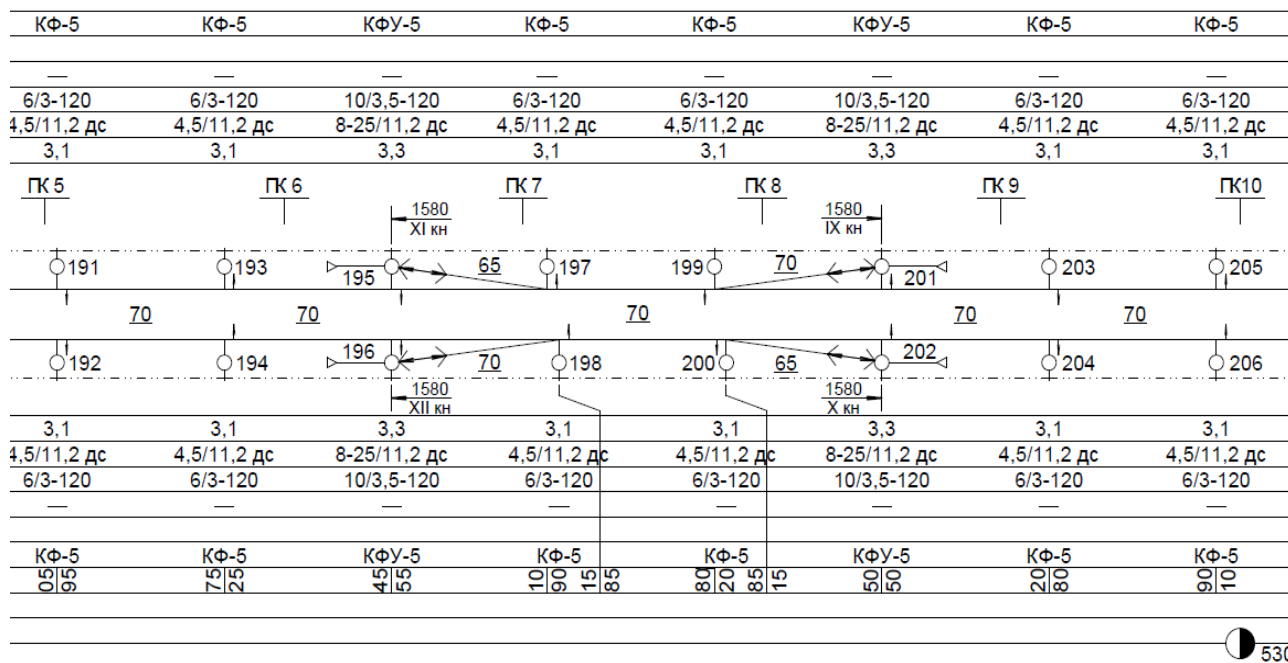 КФ-5 КФ-5 КФУ-5 КФ-5 КФ-5 КФУ-5 КФ-5 КФ-5
— — — — — — — —
6/3-120 6/3-120 10/3,5-120 6/3-120 6/3-120 10/3,5-120 6/3-120 6/3-120
4,5/11,2 дс 4,5/11,2 дс 8-25/11,2 дс 4,5/11,2 дс 4,5/11,2 дс 8-25/11,2 дс 4,5/11,2 дс 4,5/11,2 дс
3,1 3,1 3,3 3,1 3,1 3,3 3,1 3,1
ПК 5 ПК 6 ПК 7 ПК 8 ПК 9 ПК10
1580 1580
XI кн IX кн
191 193 195 65 197 199 70 201 203 205
70 70 70 70 70
192 194 196 70 198 200 65 202 204 206
1580 1580
XII кн X кн
3,1 3,1 3,3 3,1 3,1 3,3 3,1 3,1
4,5/11,2 дс 4,5/11,2 дс 8-25/11,2 дс 4,5/11,2 дс 4,5/11,2 дс 8-25/11,2 дс 4,5/11,2 дс 4,5/11,2 дс
6/3-120 6/3-120 10/3,5-120 6/3-120 6/3-120 10/3,5-120 6/3-120 6/3-120
— — — — — — — —
КФ-5 КФ-5 КФУ-5 КФ-5 КФ-5 КФУ-5 КФ-5 КФ-5
05 95 75 25 45 55 10 90 15 85 80 20 85 15 50 50 20 80 90 10
530